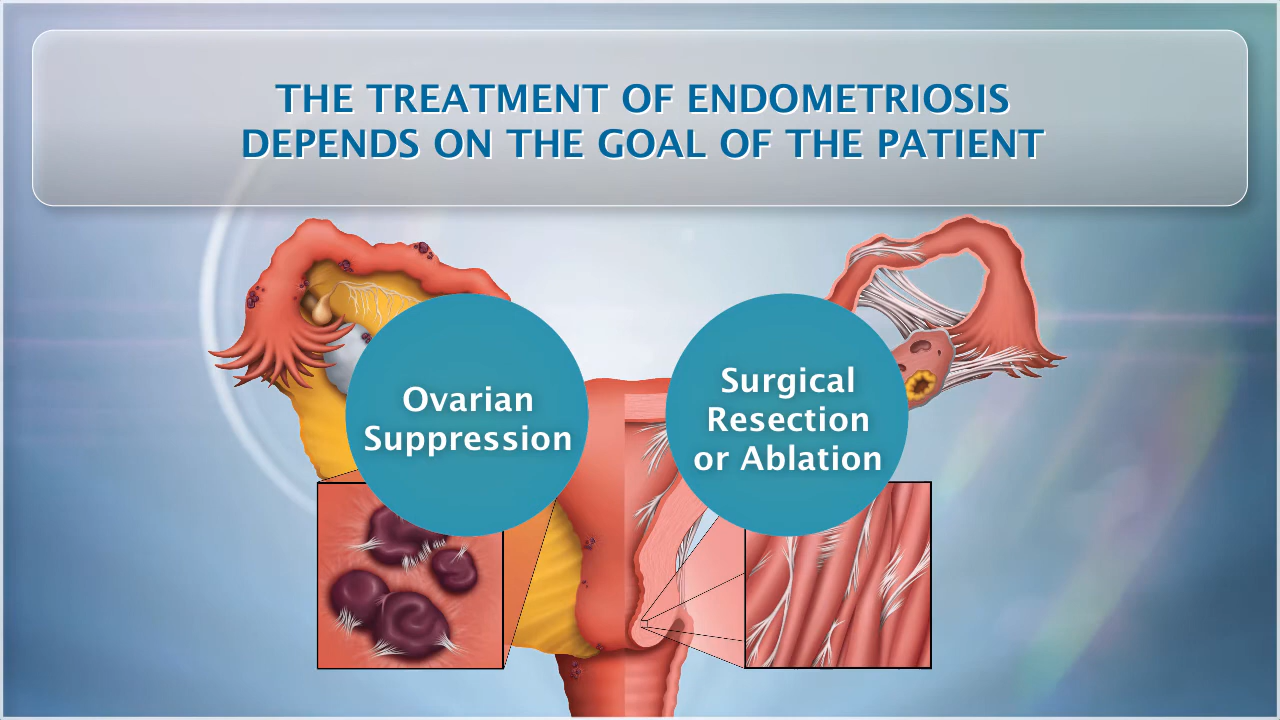 THE TREATMENT OF ENDOMETRIOSIS
DEPENDS ON THE GOAL OF THE PATIENT
Ovarian
Suppression
Surgical
Resection
or Ablation